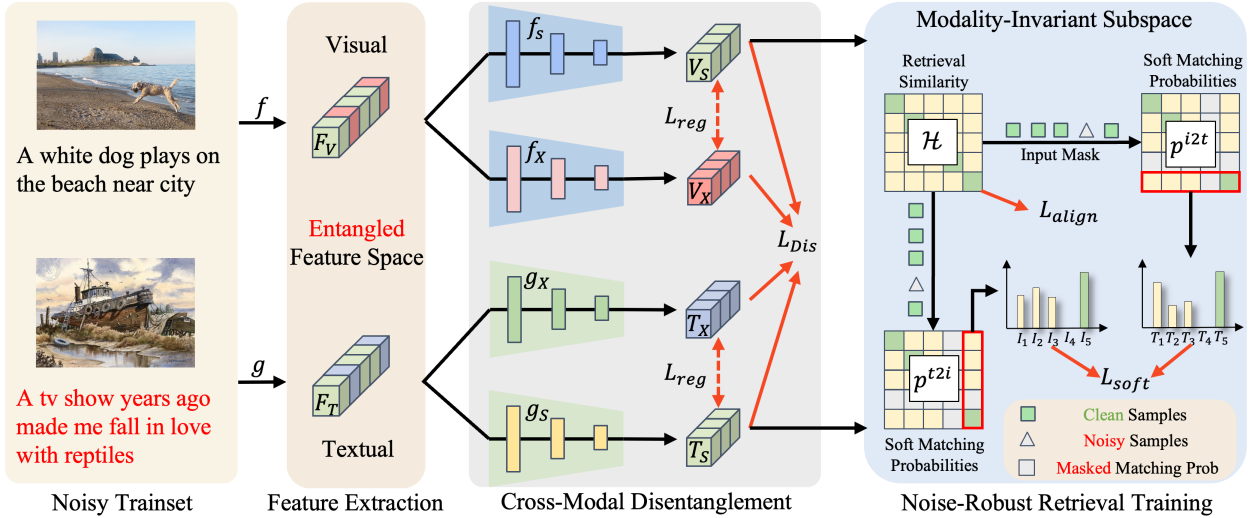 A white dog plays on
the beach near city
A tv show years ago
made me fall in love
with reptiles
Noisy Trainset
f
g
Visual
F_V
Entangled
Feature Space
F_T
Textual
Feature Extraction
f_S
f_X
g_X
g_S
V_S
L_reg
V_X
L_Dis
T_X
L_reg
T_S
Cross-Modal Disentanglement
Modality-Invariant Subspace
Retrieval
Similarity
Soft Matching
Probabilities
ℋ
Input Mask
p^{i2t}
L_align
I_1 I_2 I_3 I_4 I_5
T_1 T_2 T_3 T_4 T_5
p^{t2i}
L_soft
Soft Matching
Probabilities
Clean Samples
Noisy Samples
Masked Matching Prob
Noise-Robust Retrieval Training